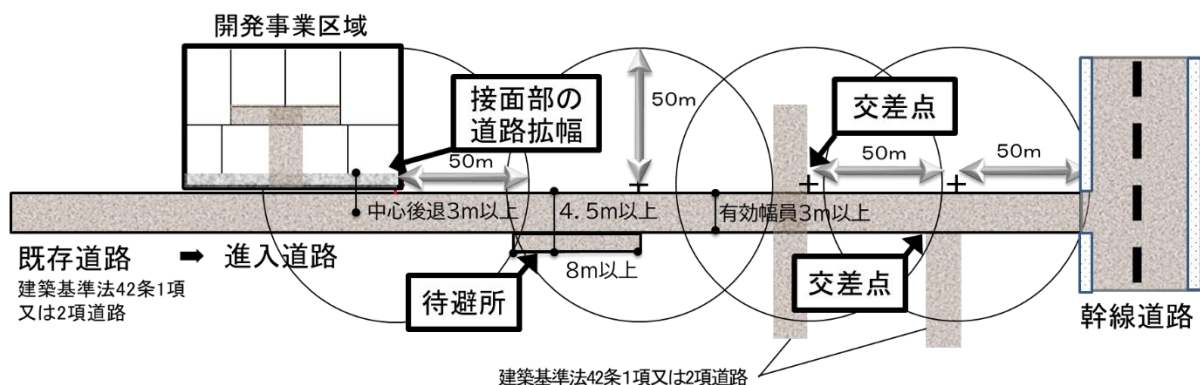 開発事業区域
接面部の
道路拡幅
50m
50m
交差点
50m
50m
中心後退3m以上
4.5m以上
有効幅員3m以上
既存道路 ➡ 進入道路
建築基準法42条1項
又は2項道路
待避所
8m以上
交差点
幹線道路
建築基準法42条1項又は2項道路